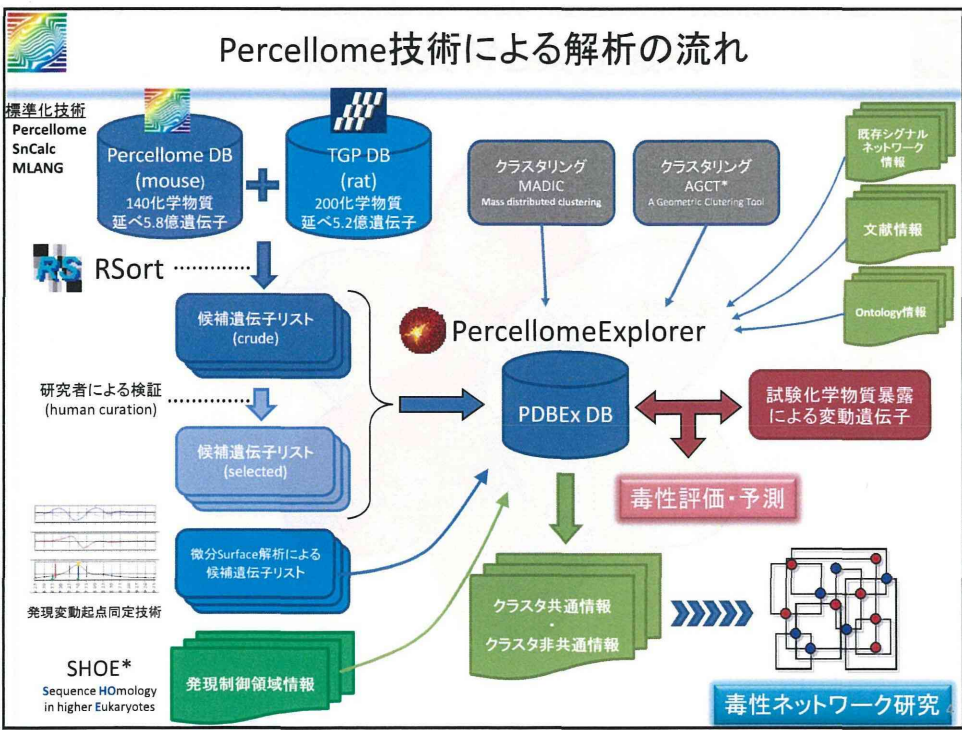 Percellome技術による解析の流れ
標準化技術
Percellome
SnCalc
MLANG
Percellome DB
(mouse)
140化学物質
延べ5.8億遺伝子
TGP DB
(rat)
200化学物質
延べ5.2億遺伝子
クラスタリング
MADIC
Mass distributed clustering
クラスタリング
AGCT*
A Geometric Clutering Tool
既存シグナル
ネットワーク
情報
文献情報
Ontology情報
RS
RSort
候補遺伝子リスト
(crude)
研究者による検証
(human curation)
候補遺伝子リスト
(selected)
PercellomeExplorer
PDBEx DB
試験化学物質暴露
による変動遺伝子
毒性評価・予測
微分Surface解析による
候補遺伝子リスト
発現変動起点同定技術
クラスタ共通情報
・
クラスタ非共通情報
SHOE*
Sequence HOmology
in higher Eukaryotes
発現制御領域情報
毒性ネットワーク研究
4